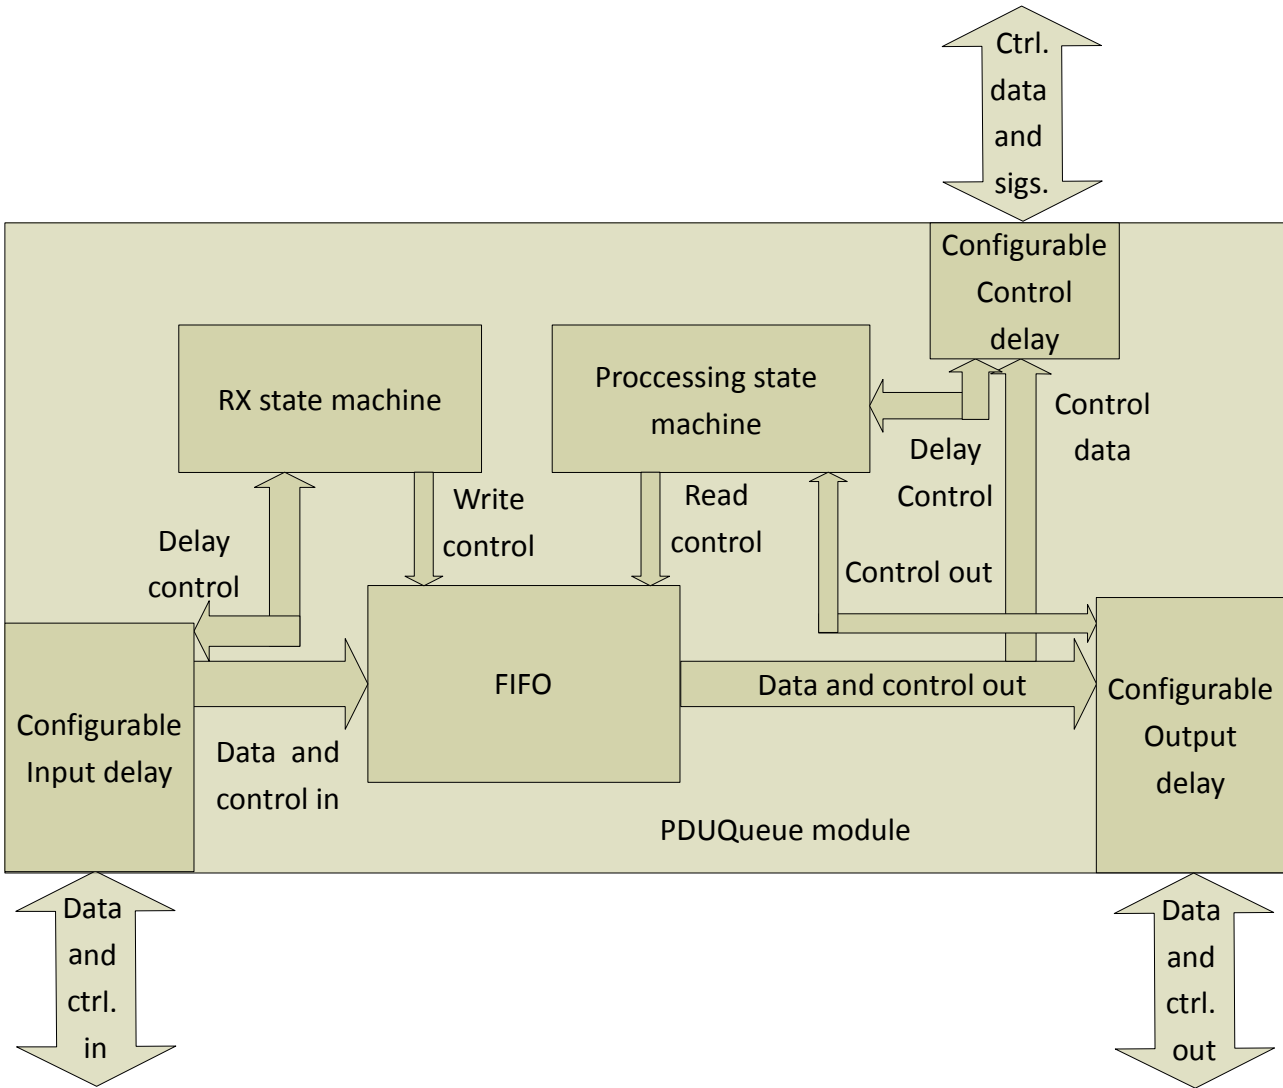 Ctrl.
data
and
sigs.
Configurable
Control
delay
RX state machine
Proccessing state
machine
Control
data
Delay
Control
Write
control
Read
control
Delay
control
Control out
FIFO
Data and control out
Configurable
Input delay
Configurable
Output
delay
Data  and
control in
PDUQueue module
Data
and
ctrl.
in
Data
and
ctrl.
out